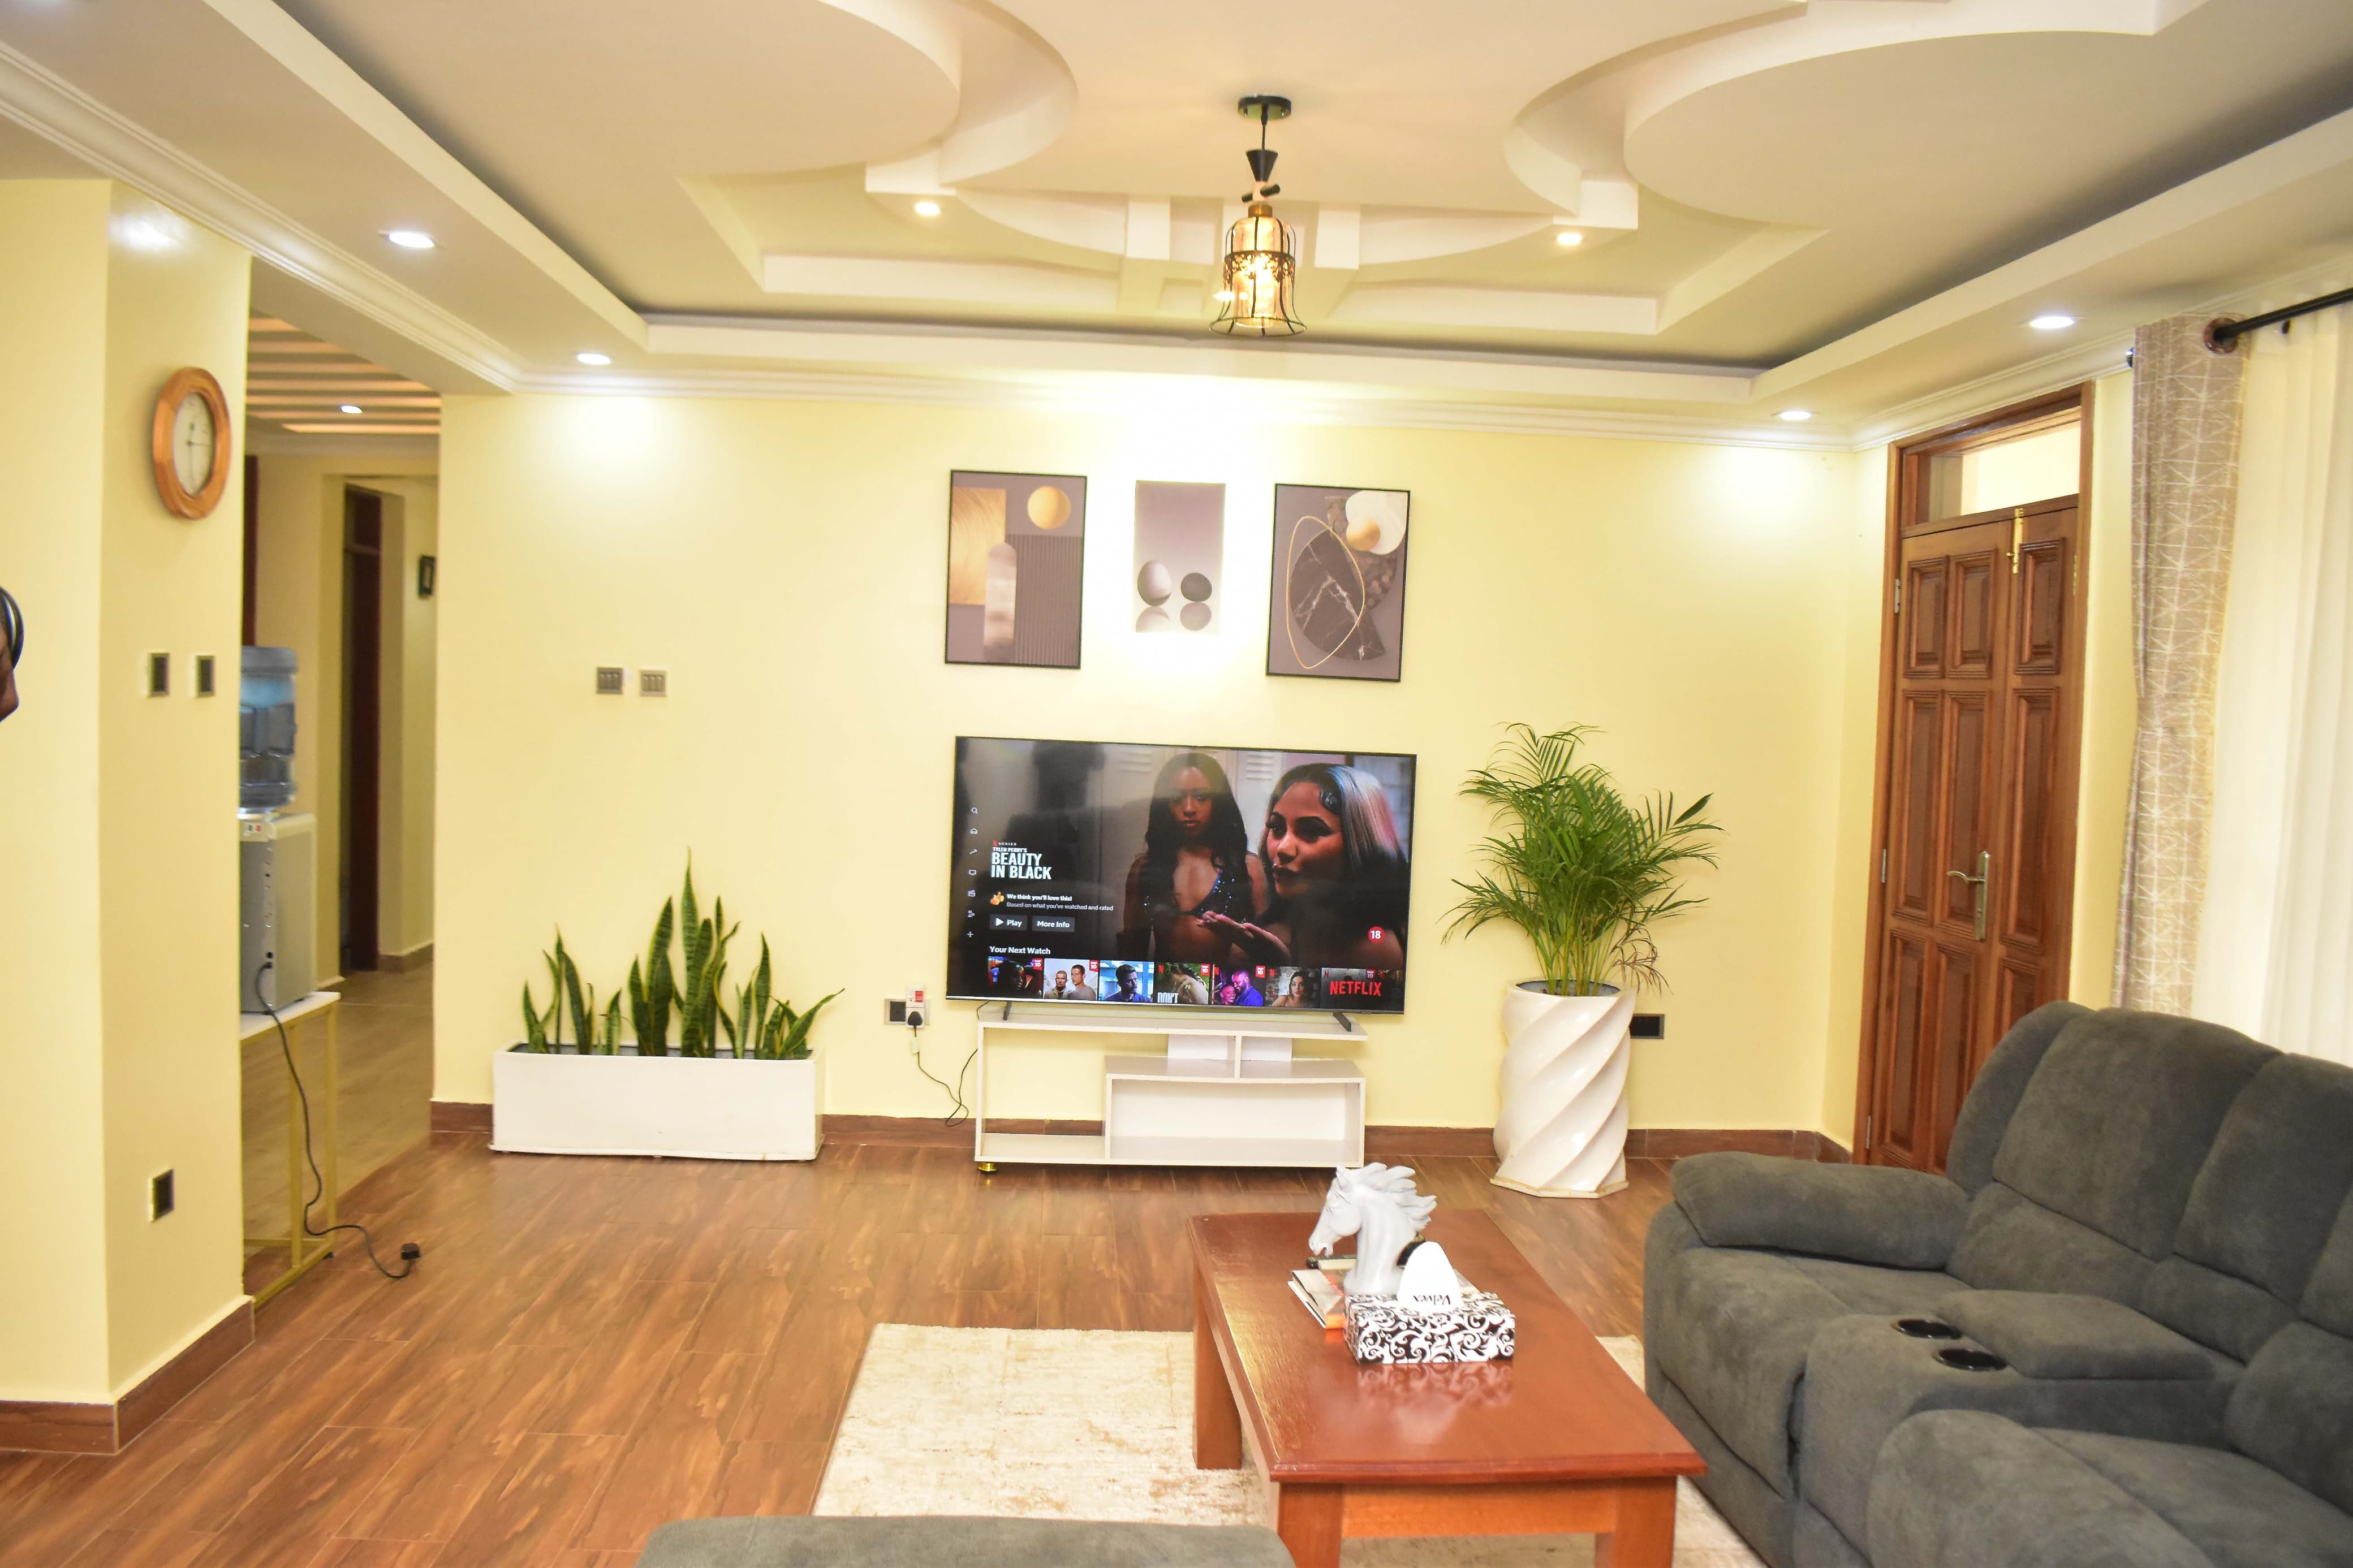 N SERIES
TYLER PERRY'S
BEAUTY
IN BLACK
We think you'll love this!
Based on what you've watched and rated
Play
More Info
18
Your Next Watch
DON'T
NETFLIX
Velvex